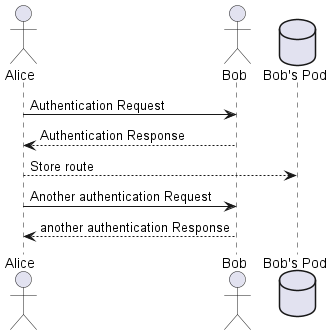 Alice
Bob
Bob's Pod
Authentication Request
Authentication Response
Store route
Another authentication Request
another authentication Response
Alice
Bob
Bob's Pod